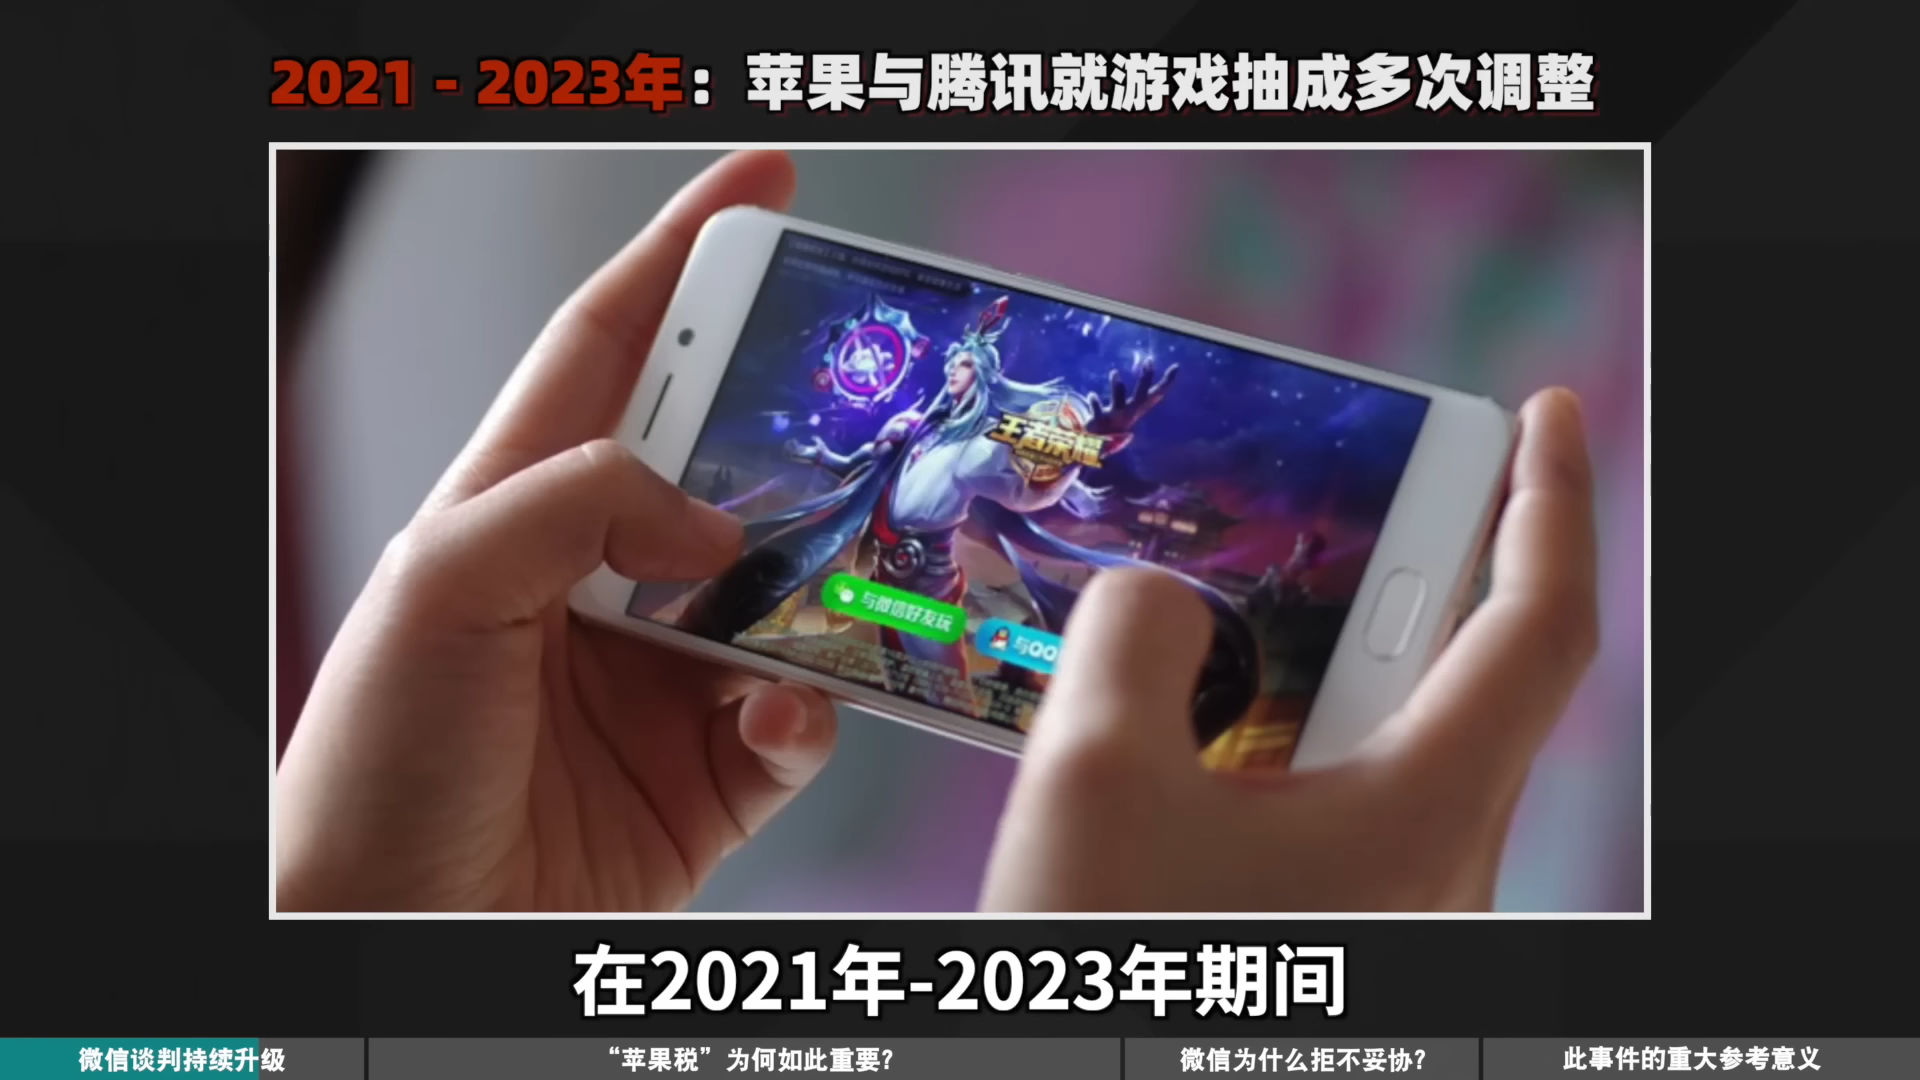 2021 - 2023年：苹果与腾讯就游戏抽成多次调整
王者荣耀
与微信好友玩
与QQ
在2021年-2023年期间
微信谈判持续升级
“苹果税”为何如此重要？
微信为什么拒不妥协？
此事件的重大参考意义